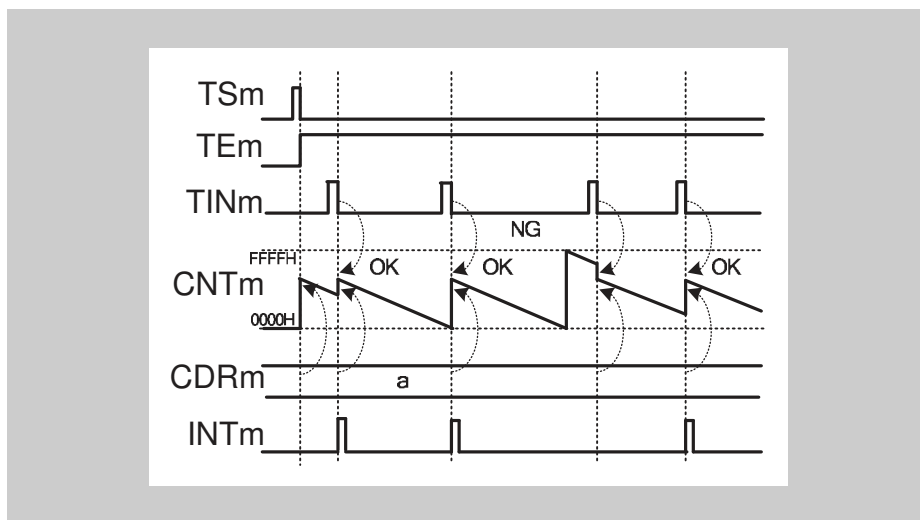 TSm
TEm
TINm
NG
FFFFH
OK OK OK
CNTm
0000H
CDRm a
INTm